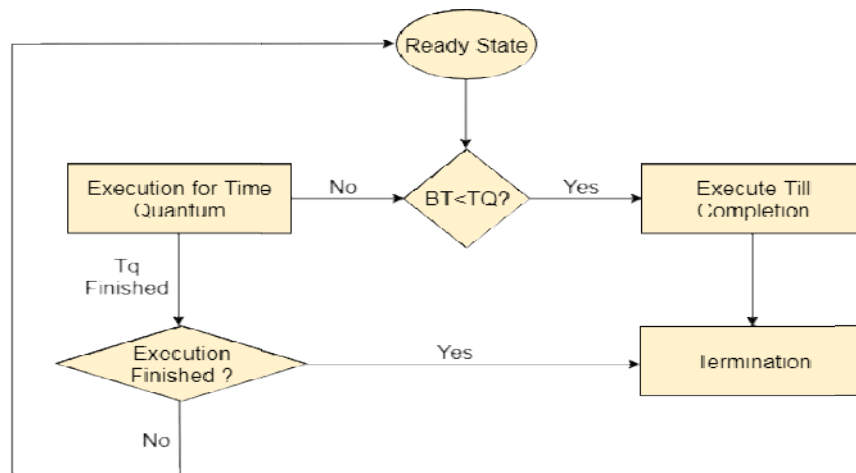 Ready State
Execution for Time
Quantum
No
BT<TQ?
Yes
Execute Till
Completion
Tq
Finished
Execution
Finished ?
Yes
Termination
No